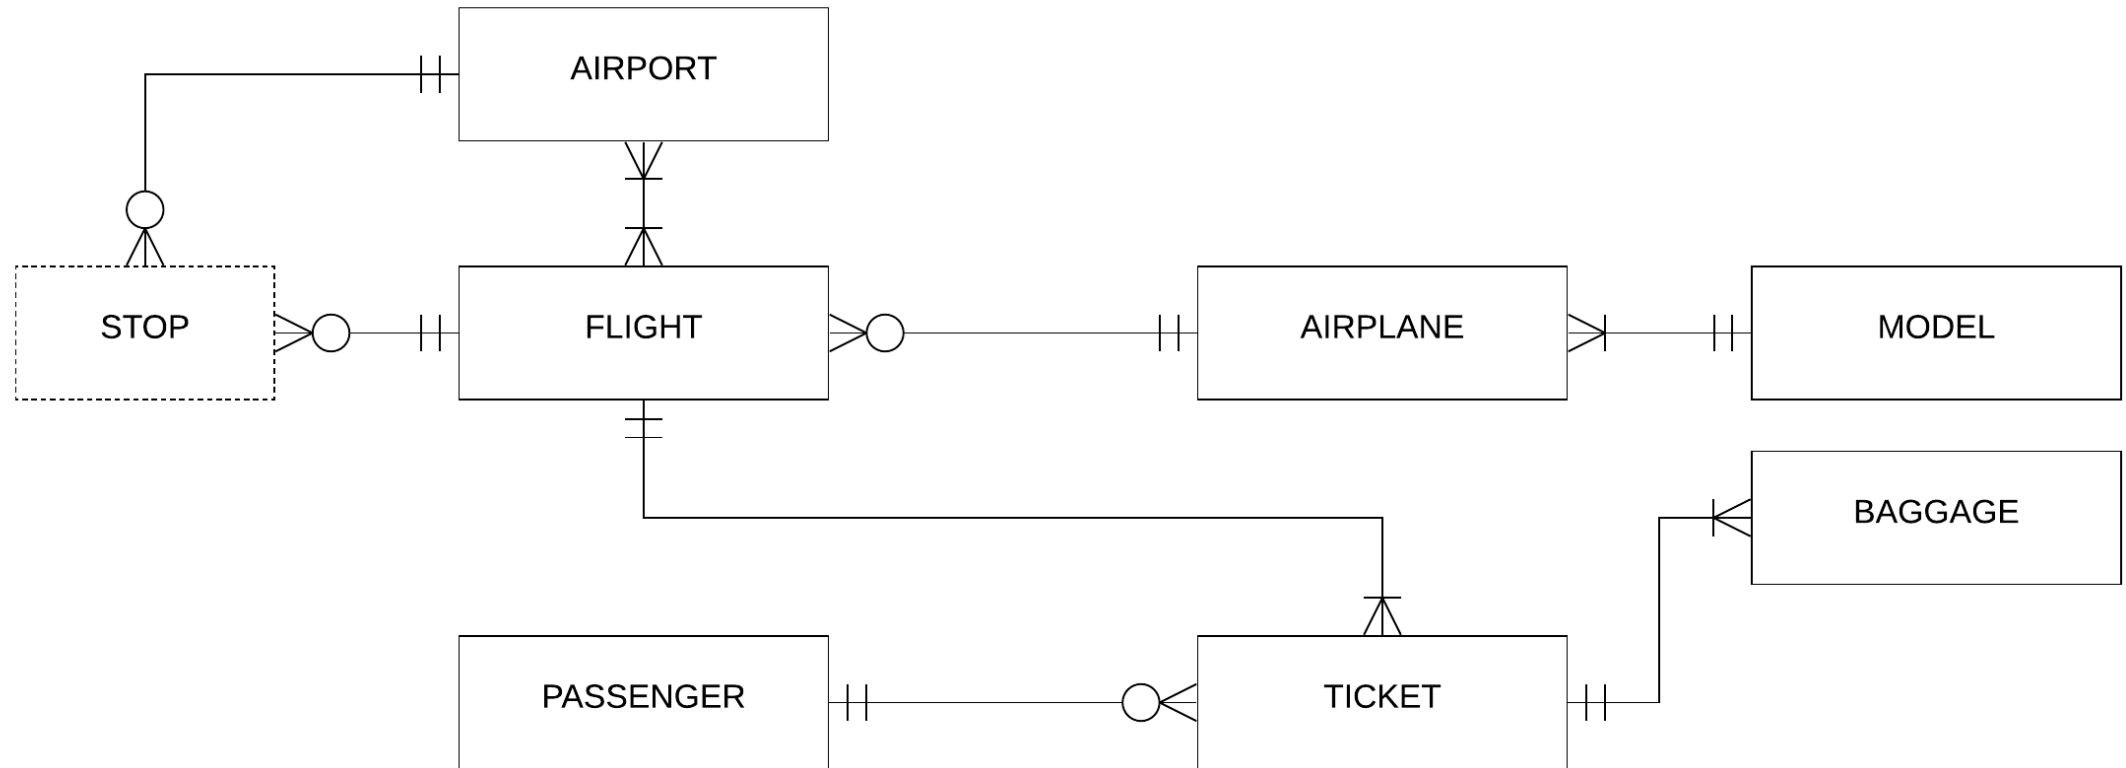 AIRPORT
STOP
FLIGHT
AIRPLANE
MODEL
BAGGAGE
PASSENGER
TICKET